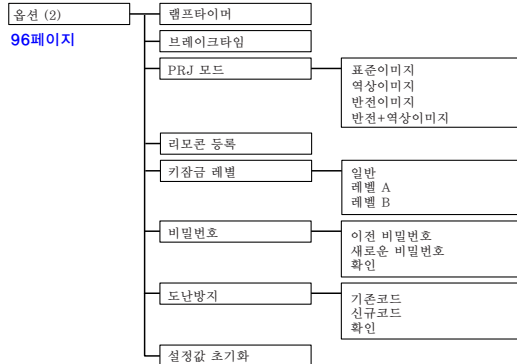 옵션 (2)
96페이지
램프타이머
브레이크타임
PRJ 모드
표준이미지
역상이미지
반전이미지
반전+역상이미지
리모콘 등록
키잠금 레별
일반
레벨 A
레벨 B
비밀번호
이전 비밀번호
새로운 비밀번호
확인
도난방지
기존코드
신규코드
확인
설정값 초기화